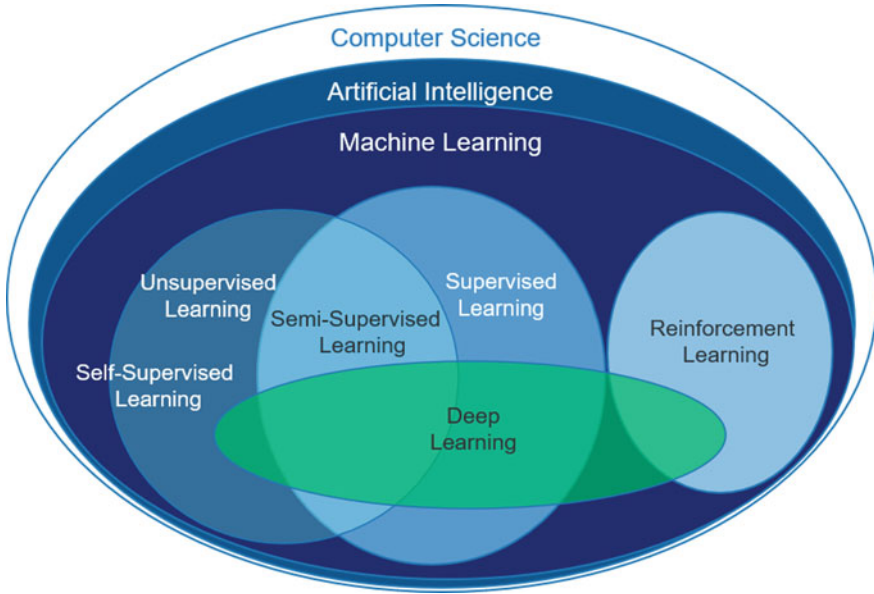 Computer Science
Artificial Intelligence
Machine Learning
Unsupervised
Learning
Self-Supervised
Learning
Semi-Supervised
Learning
Supervised
Learning
Deep
Learning
Reinforcement
Learning